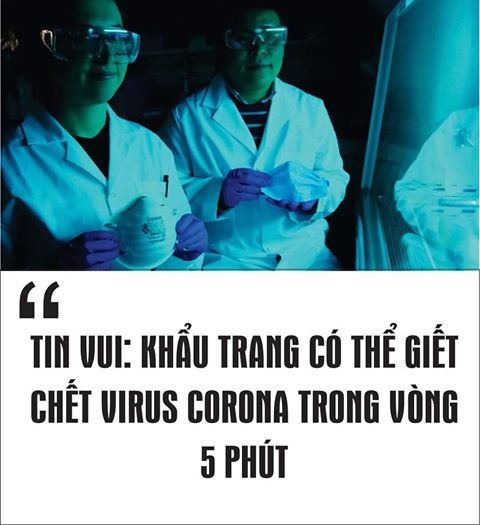 “
TIN VUI: KHẨU TRANG CÓ THỂ GIẾT
CHẾT VIRUS CORONA TRONG VÒNG
5 PHÚT